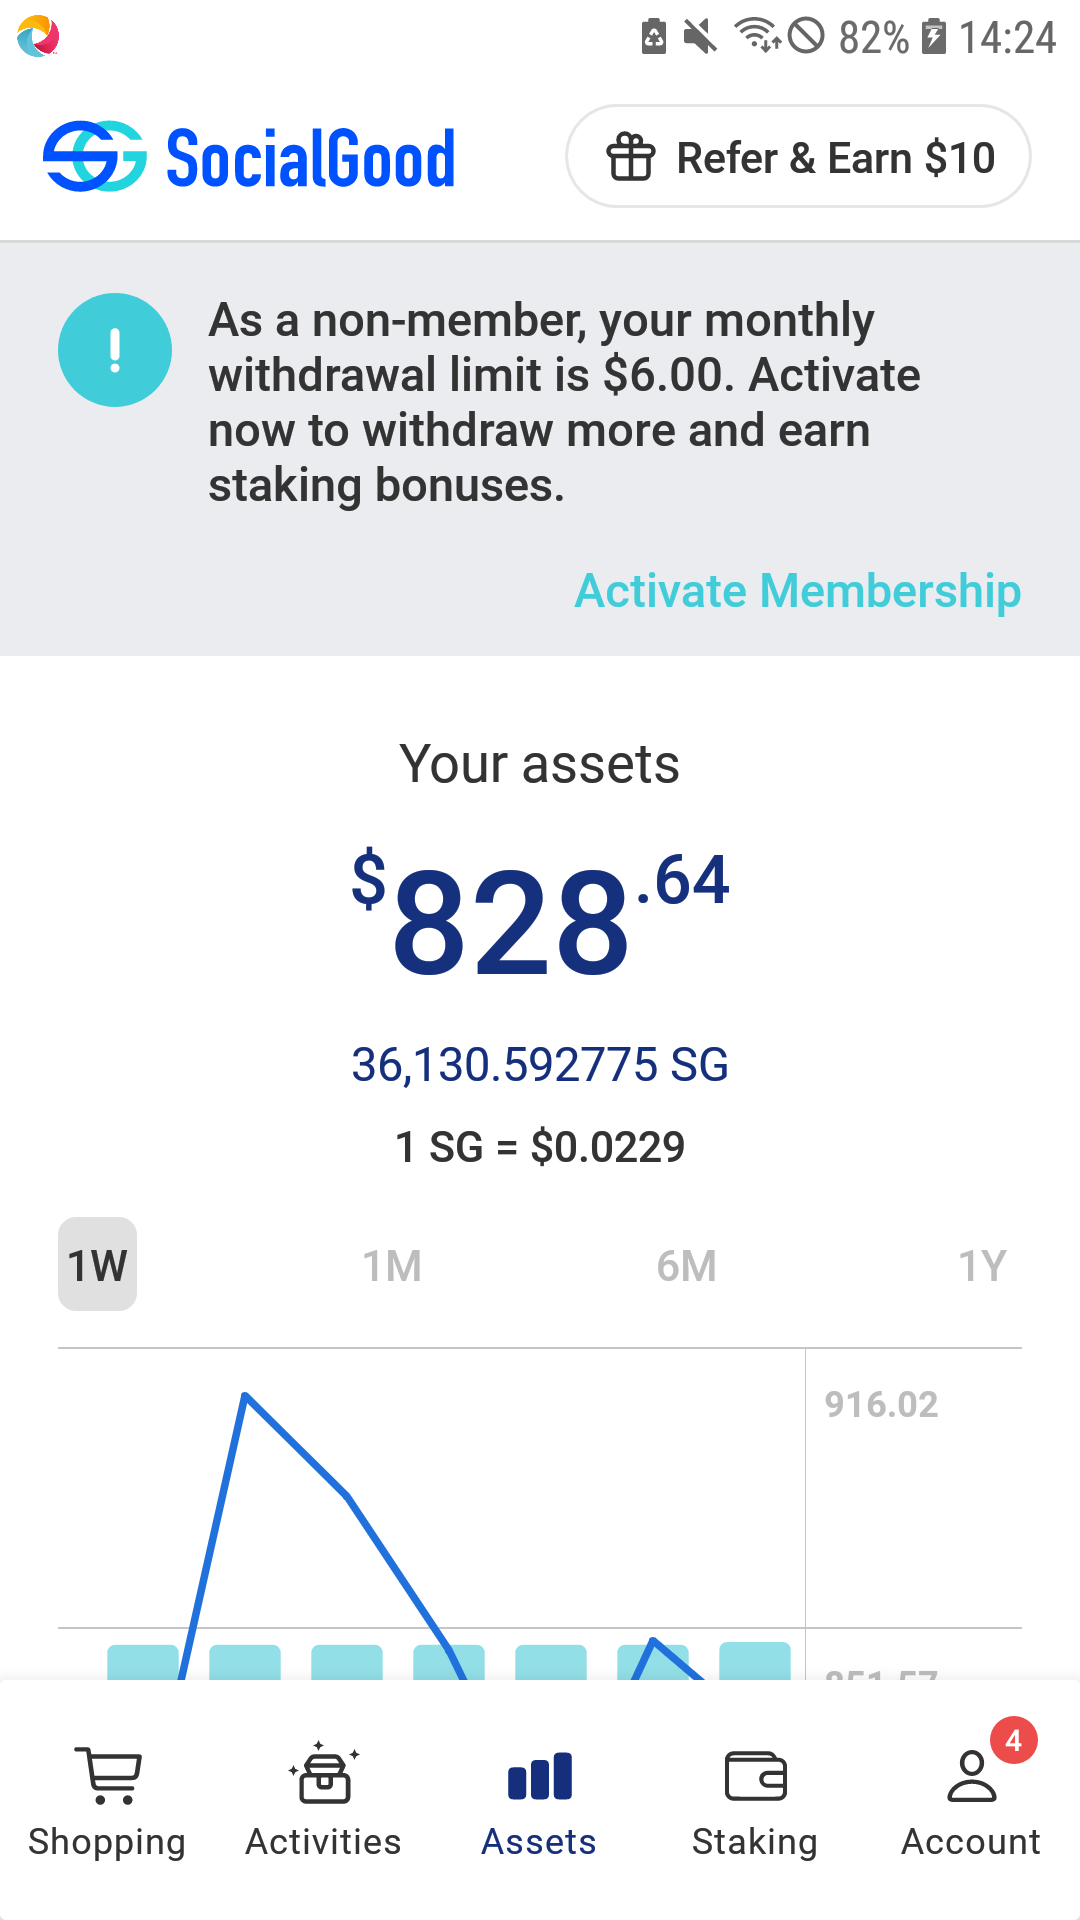 82% 14:24
SocialGood
Refer & Earn $10
As a non-member, your monthly
withdrawal limit is $6.00. Activate
now to withdraw more and earn
staking bonuses.
Activate Membership
Your assets
$828.64
36,130.592775 SG
1 SG = $0.0229
1W 1M 6M 1Y
916.02
851.57
4
Shopping Activities Assets Staking Account